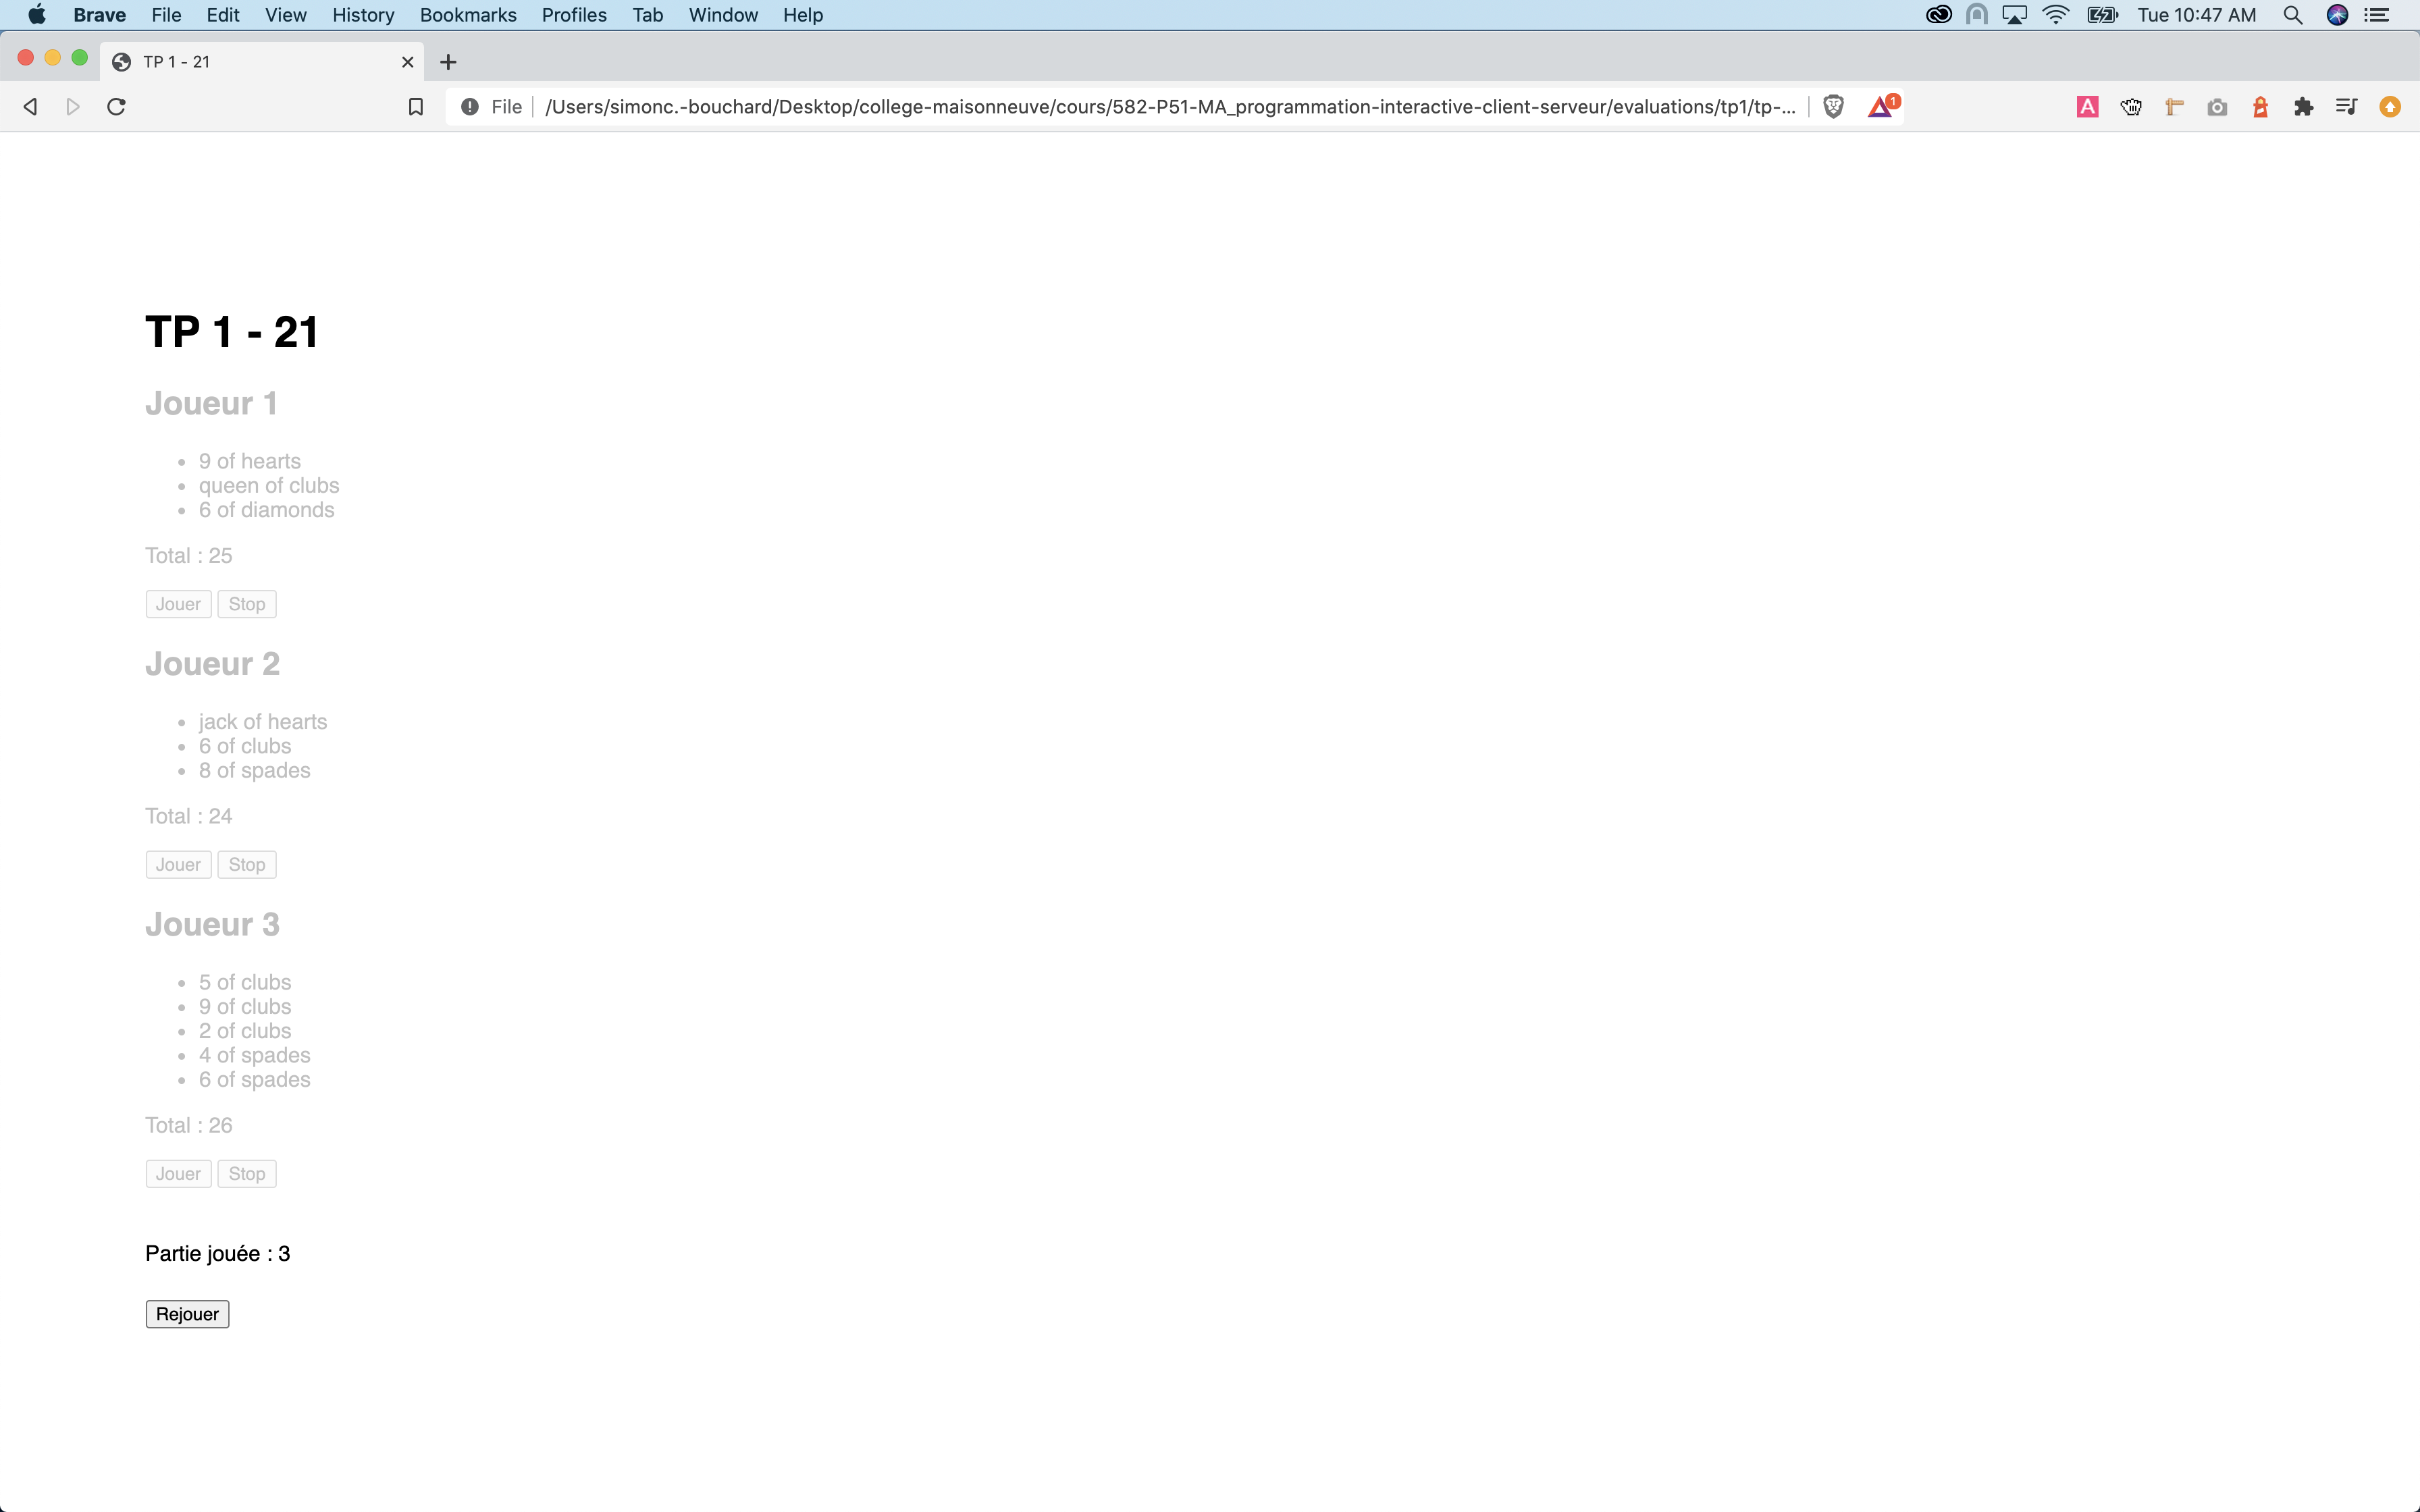 Brave File Edit View History Bookmarks Profiles Tab Window Help Tue 10:47 AM
TP 1 - 21
File /Users/simonc.-bouchard/Desktop/college-maisonneuve/cours/582-P51-MA_programmation-interactive-client-serveur/evaluations/tp1/tp-... 1 A
TP 1 - 21
Joueur 1
9 of hearts
queen of clubs
6 of diamonds
Total : 25
Jouer Stop
Joueur 2
jack of hearts
6 of clubs
8 of spades
Total : 24
Jouer Stop
Joueur 3
5 of clubs
9 of clubs
2 of clubs
4 of spades
6 of spades
Total : 26
Jouer Stop
Partie jouée : 3
Rejouer